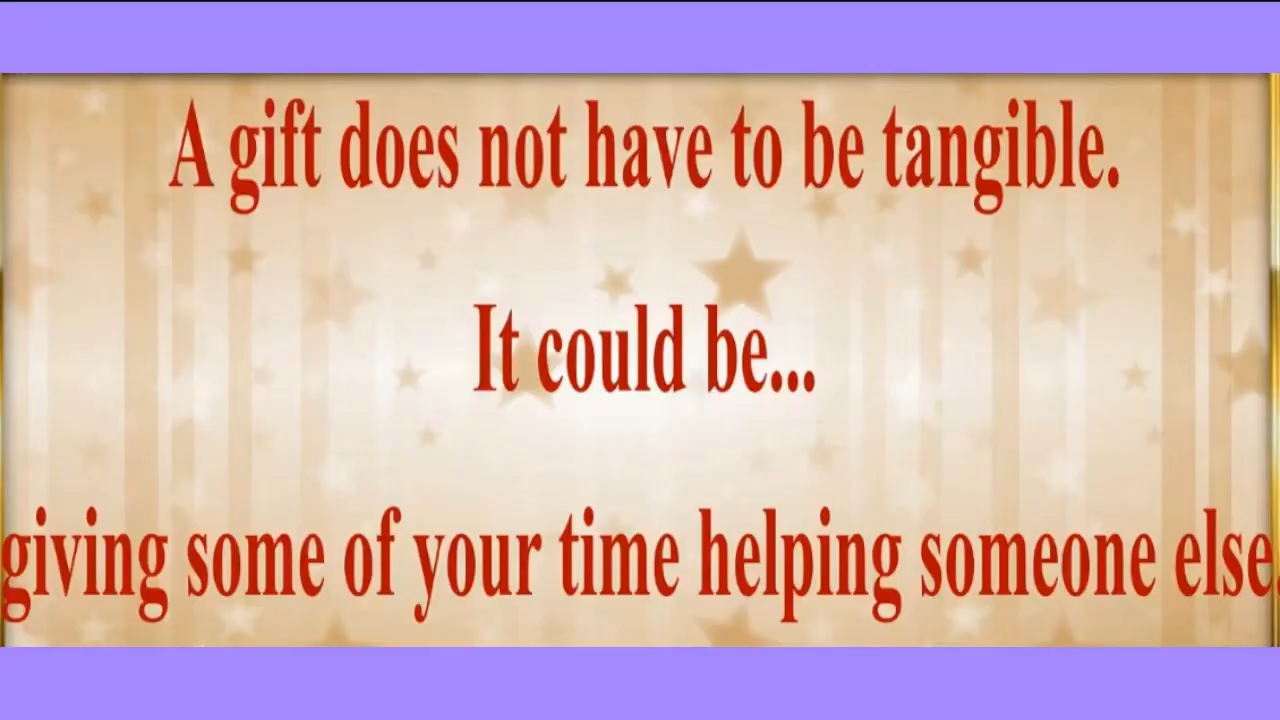 A gift does not have to be tangible.
It could be...
giving some of your time helping someone else.